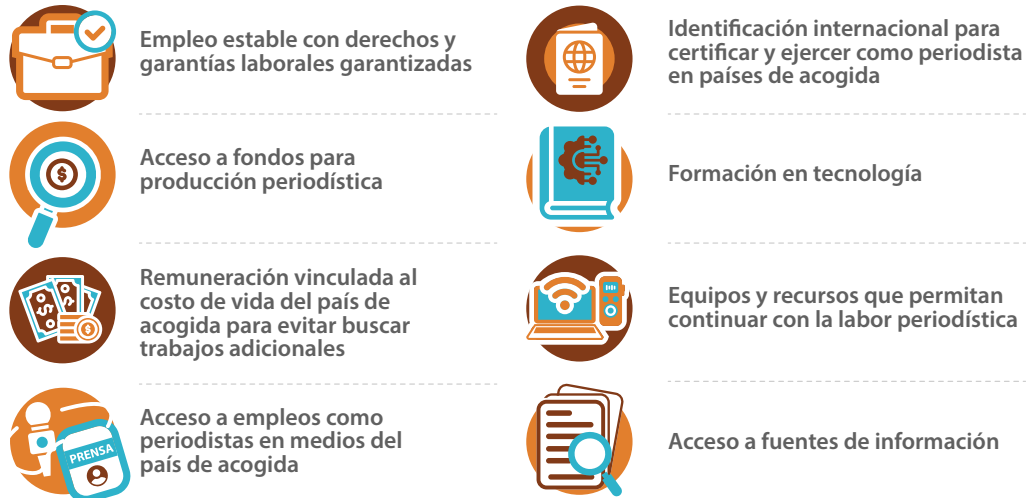 Empleo estable con derechos y
garantías laborales garantizadas
Acceso a fondos para
producción periodística
Remuneración vinculada al
costo de vida del país de
acogida para evitar buscar
trabajos adicionales
PRENSA
Acceso a empleos como
periodistas en medios del
país de acogida
Identificación internacional para
certificar y ejercer como periodista
en países de acogida
Formación en tecnología
Equipos y recursos que permitan
continuar con la labor periodística
Acceso a fuentes de información